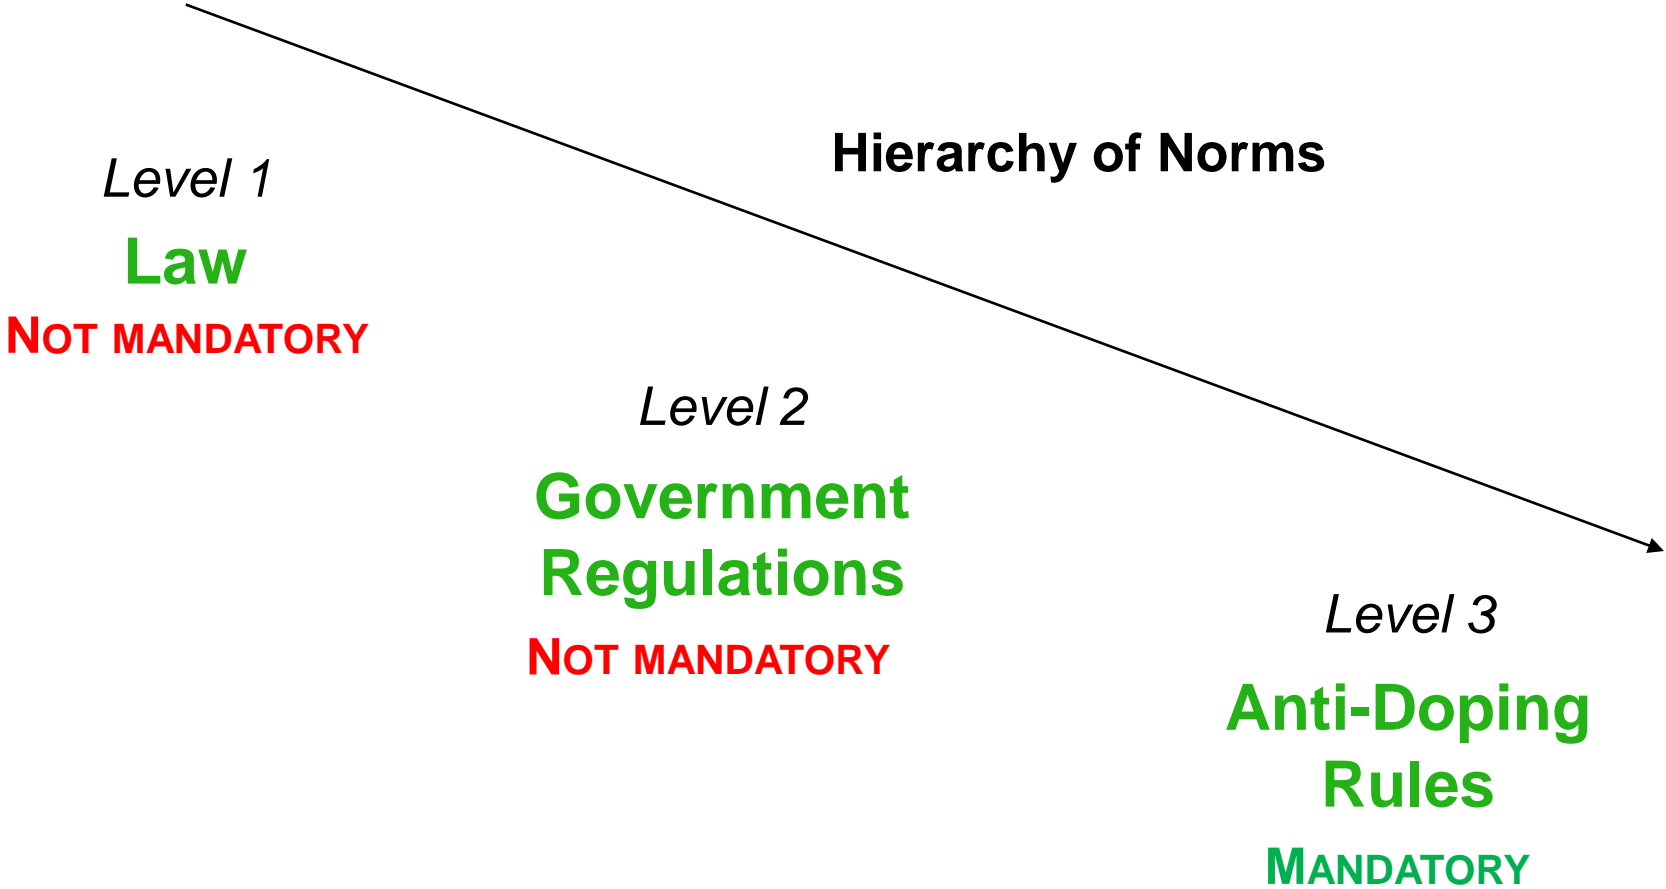 Hierarchy of Norms
Level 1
Law
NOT MANDATORY
Level 2
Government
Regulations
NOT MANDATORY
Level 3
Anti-Doping
Rules
MANDATORY